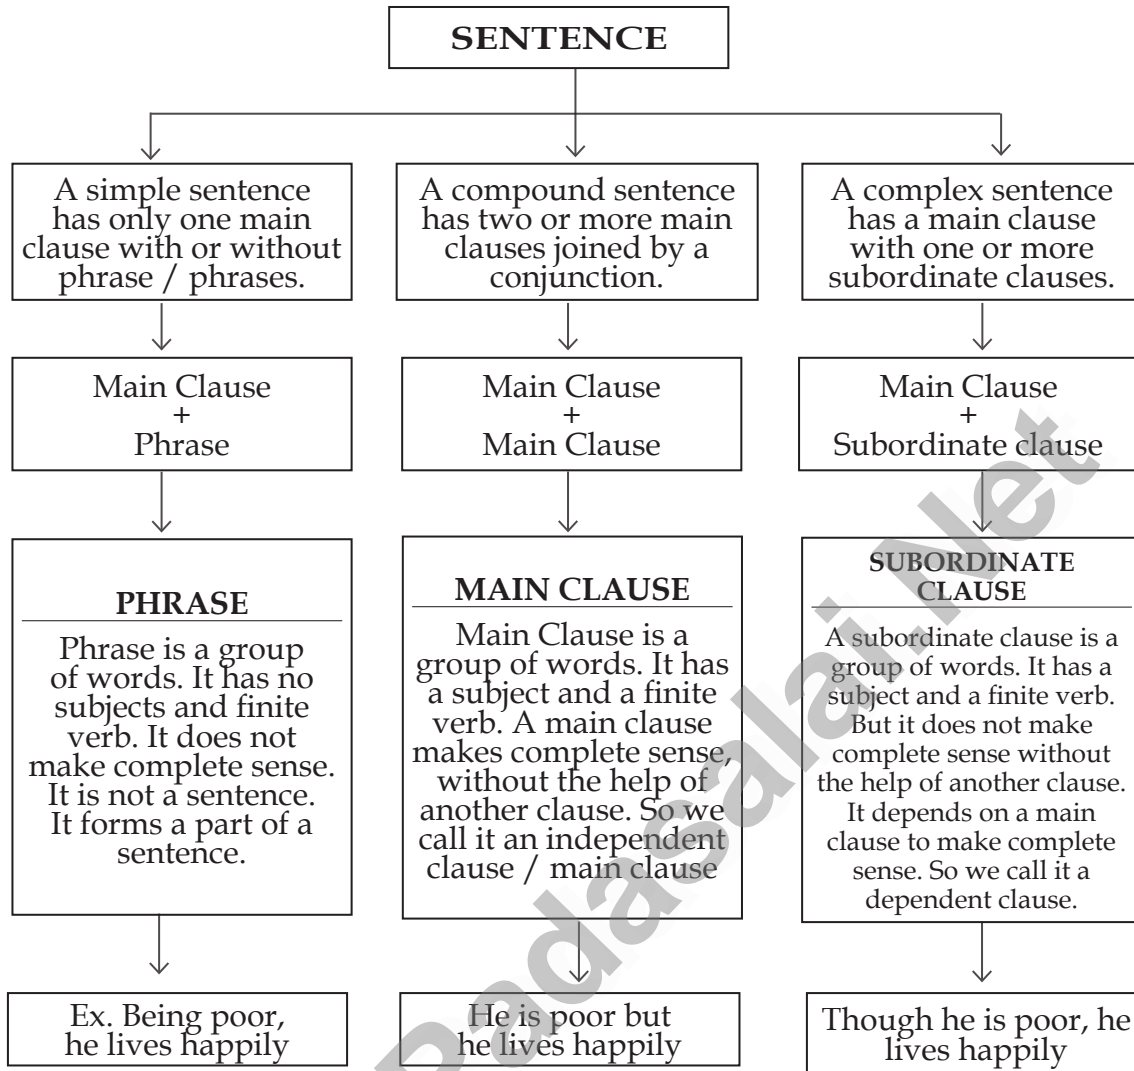 SENTENCE
A simple sentence
has only one main
clause with or without
phrase / phrases.
A compound sentence
has two or more main
clauses joined by a
conjunction.
A complex sentence
has a main clause
with one or more
subordinate clauses.
Main Clause
+
Phrase
Main Clause
+
Main Clause
Main Clause
+
Subordinate clause
PHRASE
Phrase is a group
of words. It has no
subjects and finite
verb. It does not
make complete sense.
It is not a sentence.
It forms a part of a
sentence.
MAIN CLAUSE
Main Clause is a
group of words. It has
a subject and a finite
verb. A main clause
makes complete sense,
without the help of
another clause. So we
call it an independent
clause / main clause
SUBORDINATE
CLAUSE
A subordinate clause is a
group of words. It has a
subject and a finite verb.
But it does not make
complete sense without
the help of another clause.
It depends on a main
clause to make complete
sense. So we call it a
dependent clause.
Ex. Being poor,
he lives happily
He is poor but
he lives happily
Though he is poor, he
lives happily
Padasalai.Net